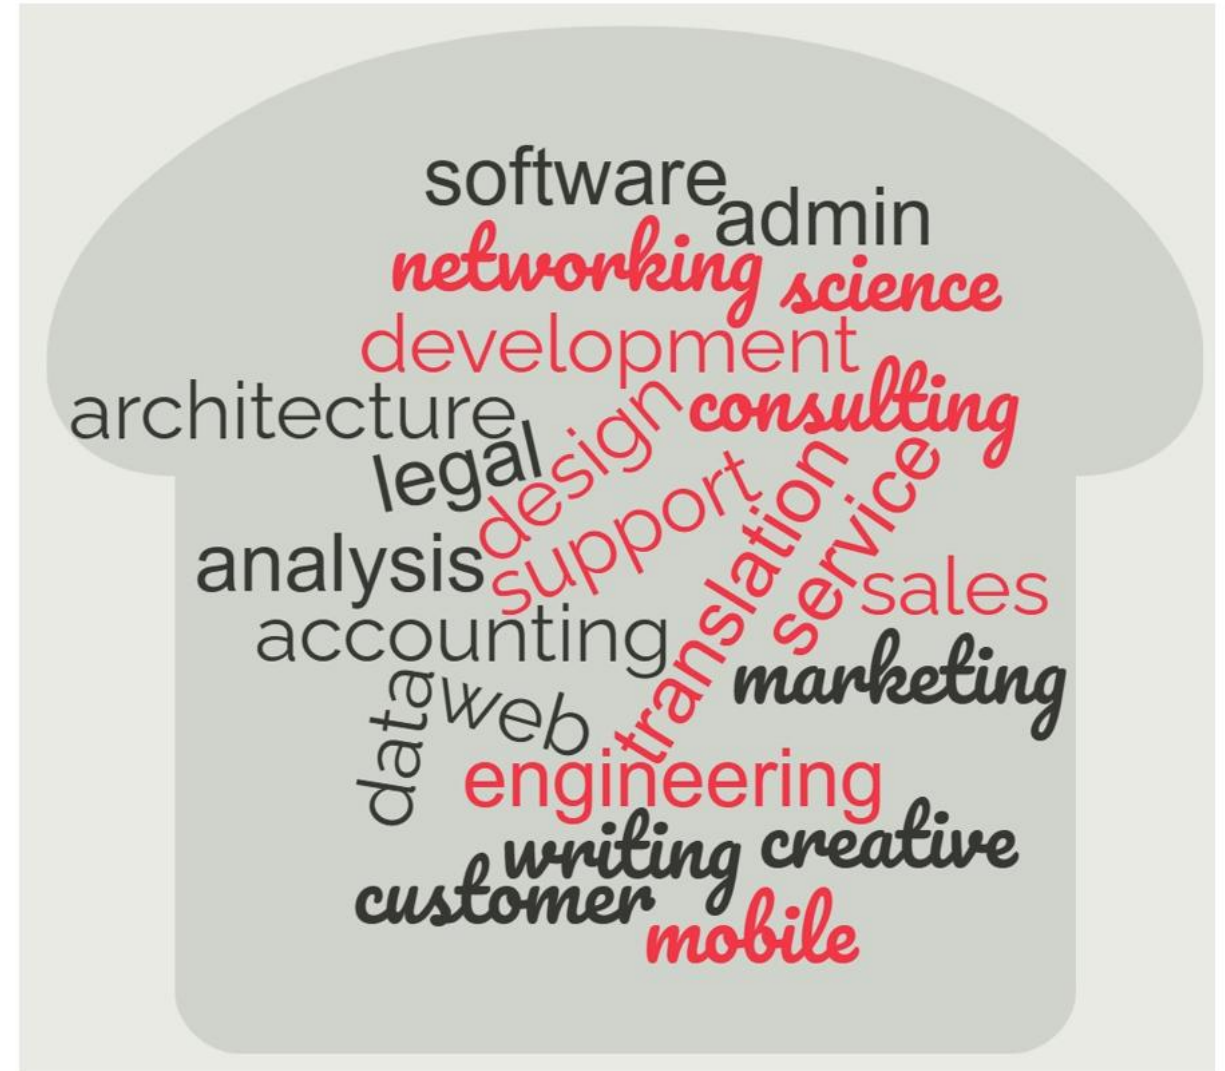 software
admin
networking
science
development
architecture
consulting
legal
design
support
translation
service
analysis
sales
accounting
marketing
data
web
engineering
writing
creative
customer
mobile